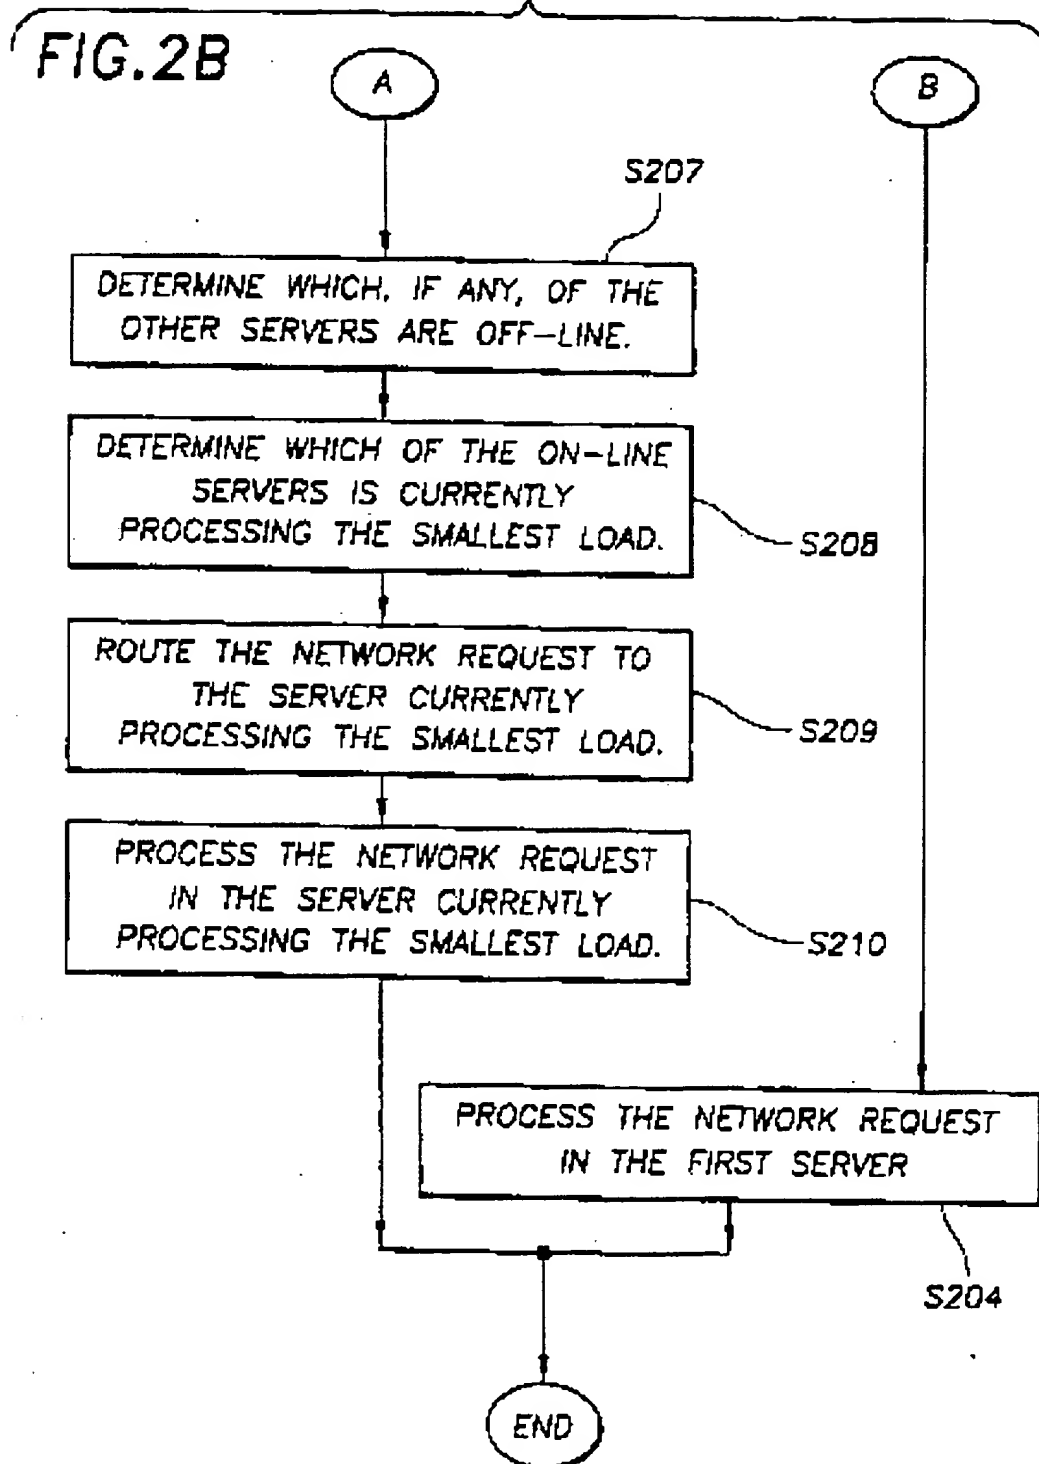 FIG.2B
A
B
S207
DETERMINE WHICH, IF ANY, OF THE
OTHER SERVERS ARE OFF-LINE.
DETERMINE WHICH OF THE ON-LINE
SERVERS IS CURRENTLY
PROCESSING THE SMALLEST LOAD.
S208
ROUTE THE NETWORK REQUEST TO
THE SERVER CURRENTLY
PROCESSING THE SMALLEST LOAD.
S209
PROCESS THE NETWORK REQUEST
IN THE SERVER CURRENTLY
PROCESSING THE SMALLEST LOAD.
S210
PROCESS THE NETWORK REQUEST
IN THE FIRST SERVER
S204
END